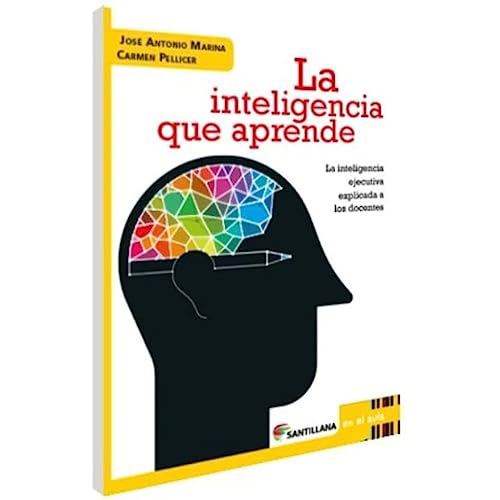 JOSÉ ANTONIO MARINA
CARMEN PELLICER
La
inteligencia
que aprende
La inteligencia
ejecutiva
explicada a
los docentes
SANTILLANA
en el aula